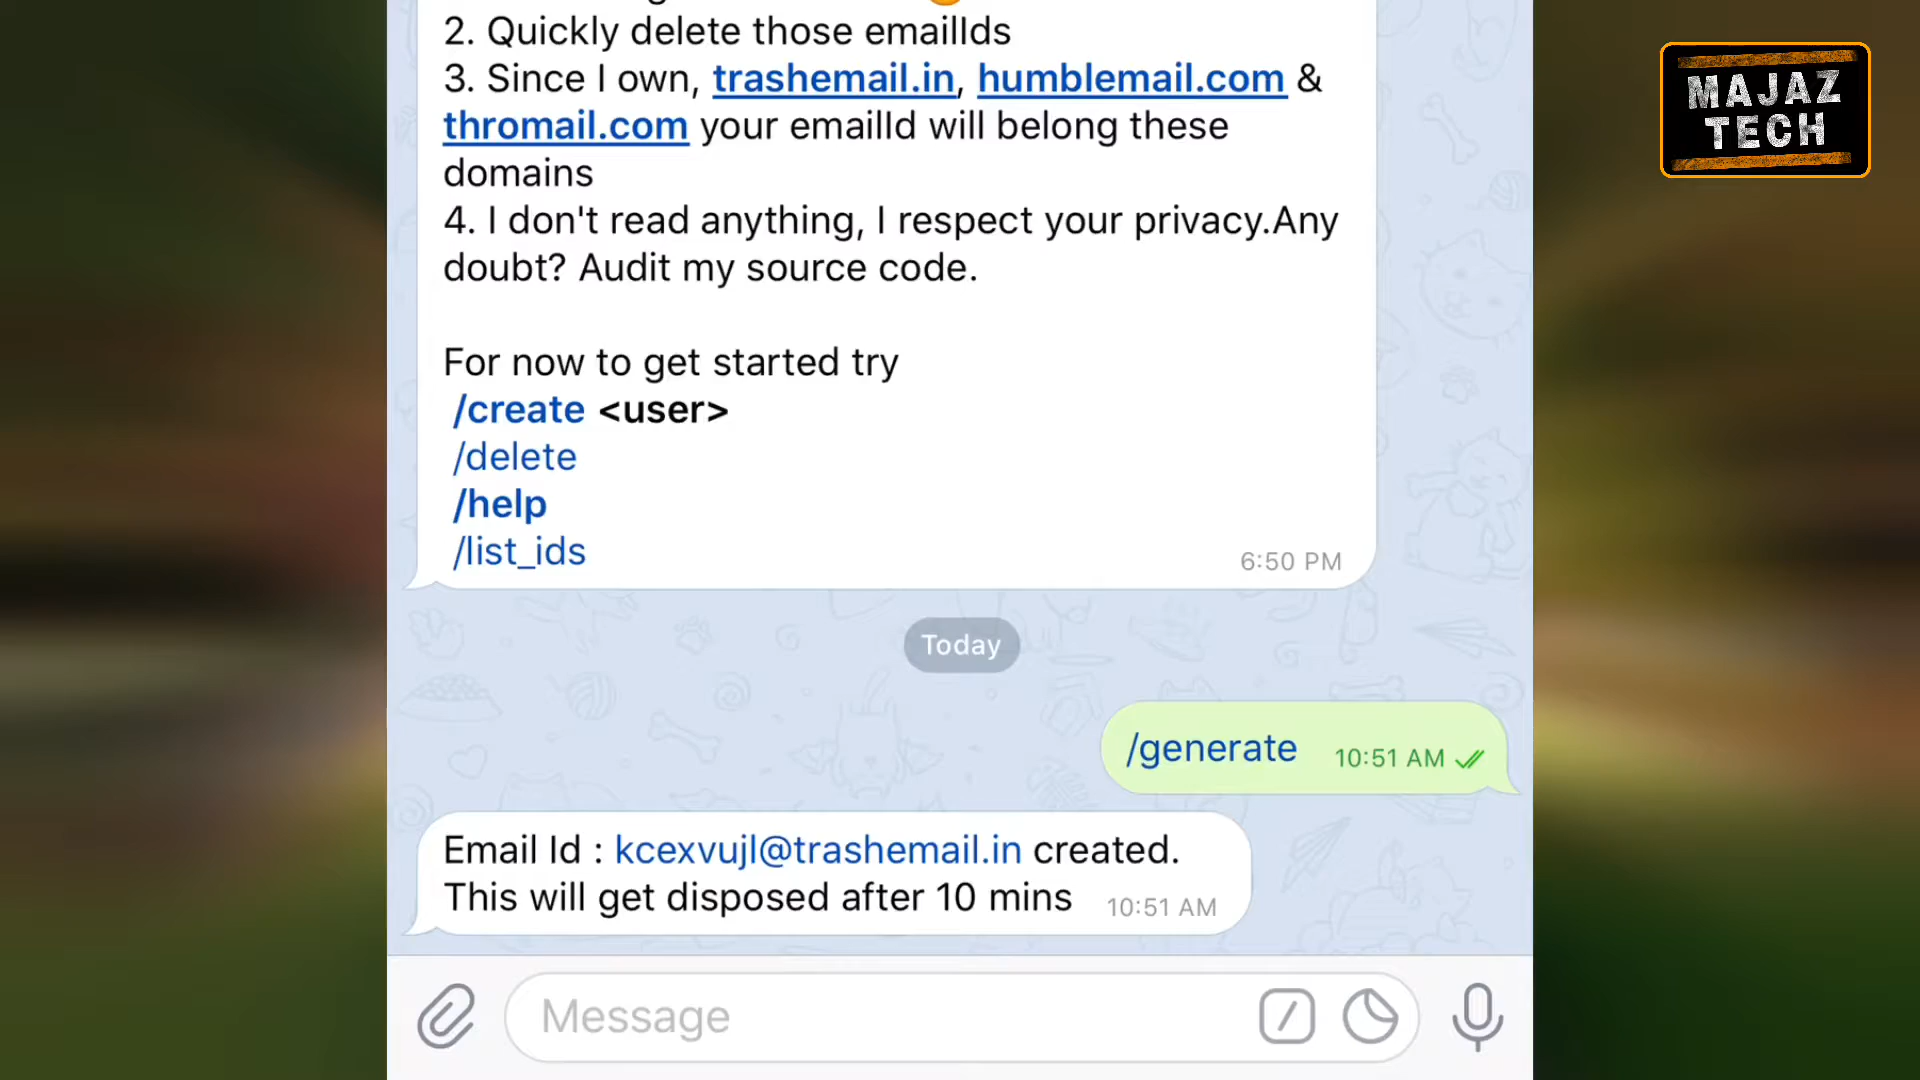 2. Quickly delete those emailIds
3. Since I own, trashemail.in, humblemail.com &
thromail.com your emailId will belong these
domains
4. I don't read anything, I respect your privacy.Any
doubt? Audit my source code.
For now to get started try
/create <user>
/delete
/help
/list_ids
6:50 PM
Today
/generate 10:51 AM
Email Id : kcexvujl@trashemail.in created.
This will get disposed after 10 mins 10:51 AM
Message
MAJAZ
TECH